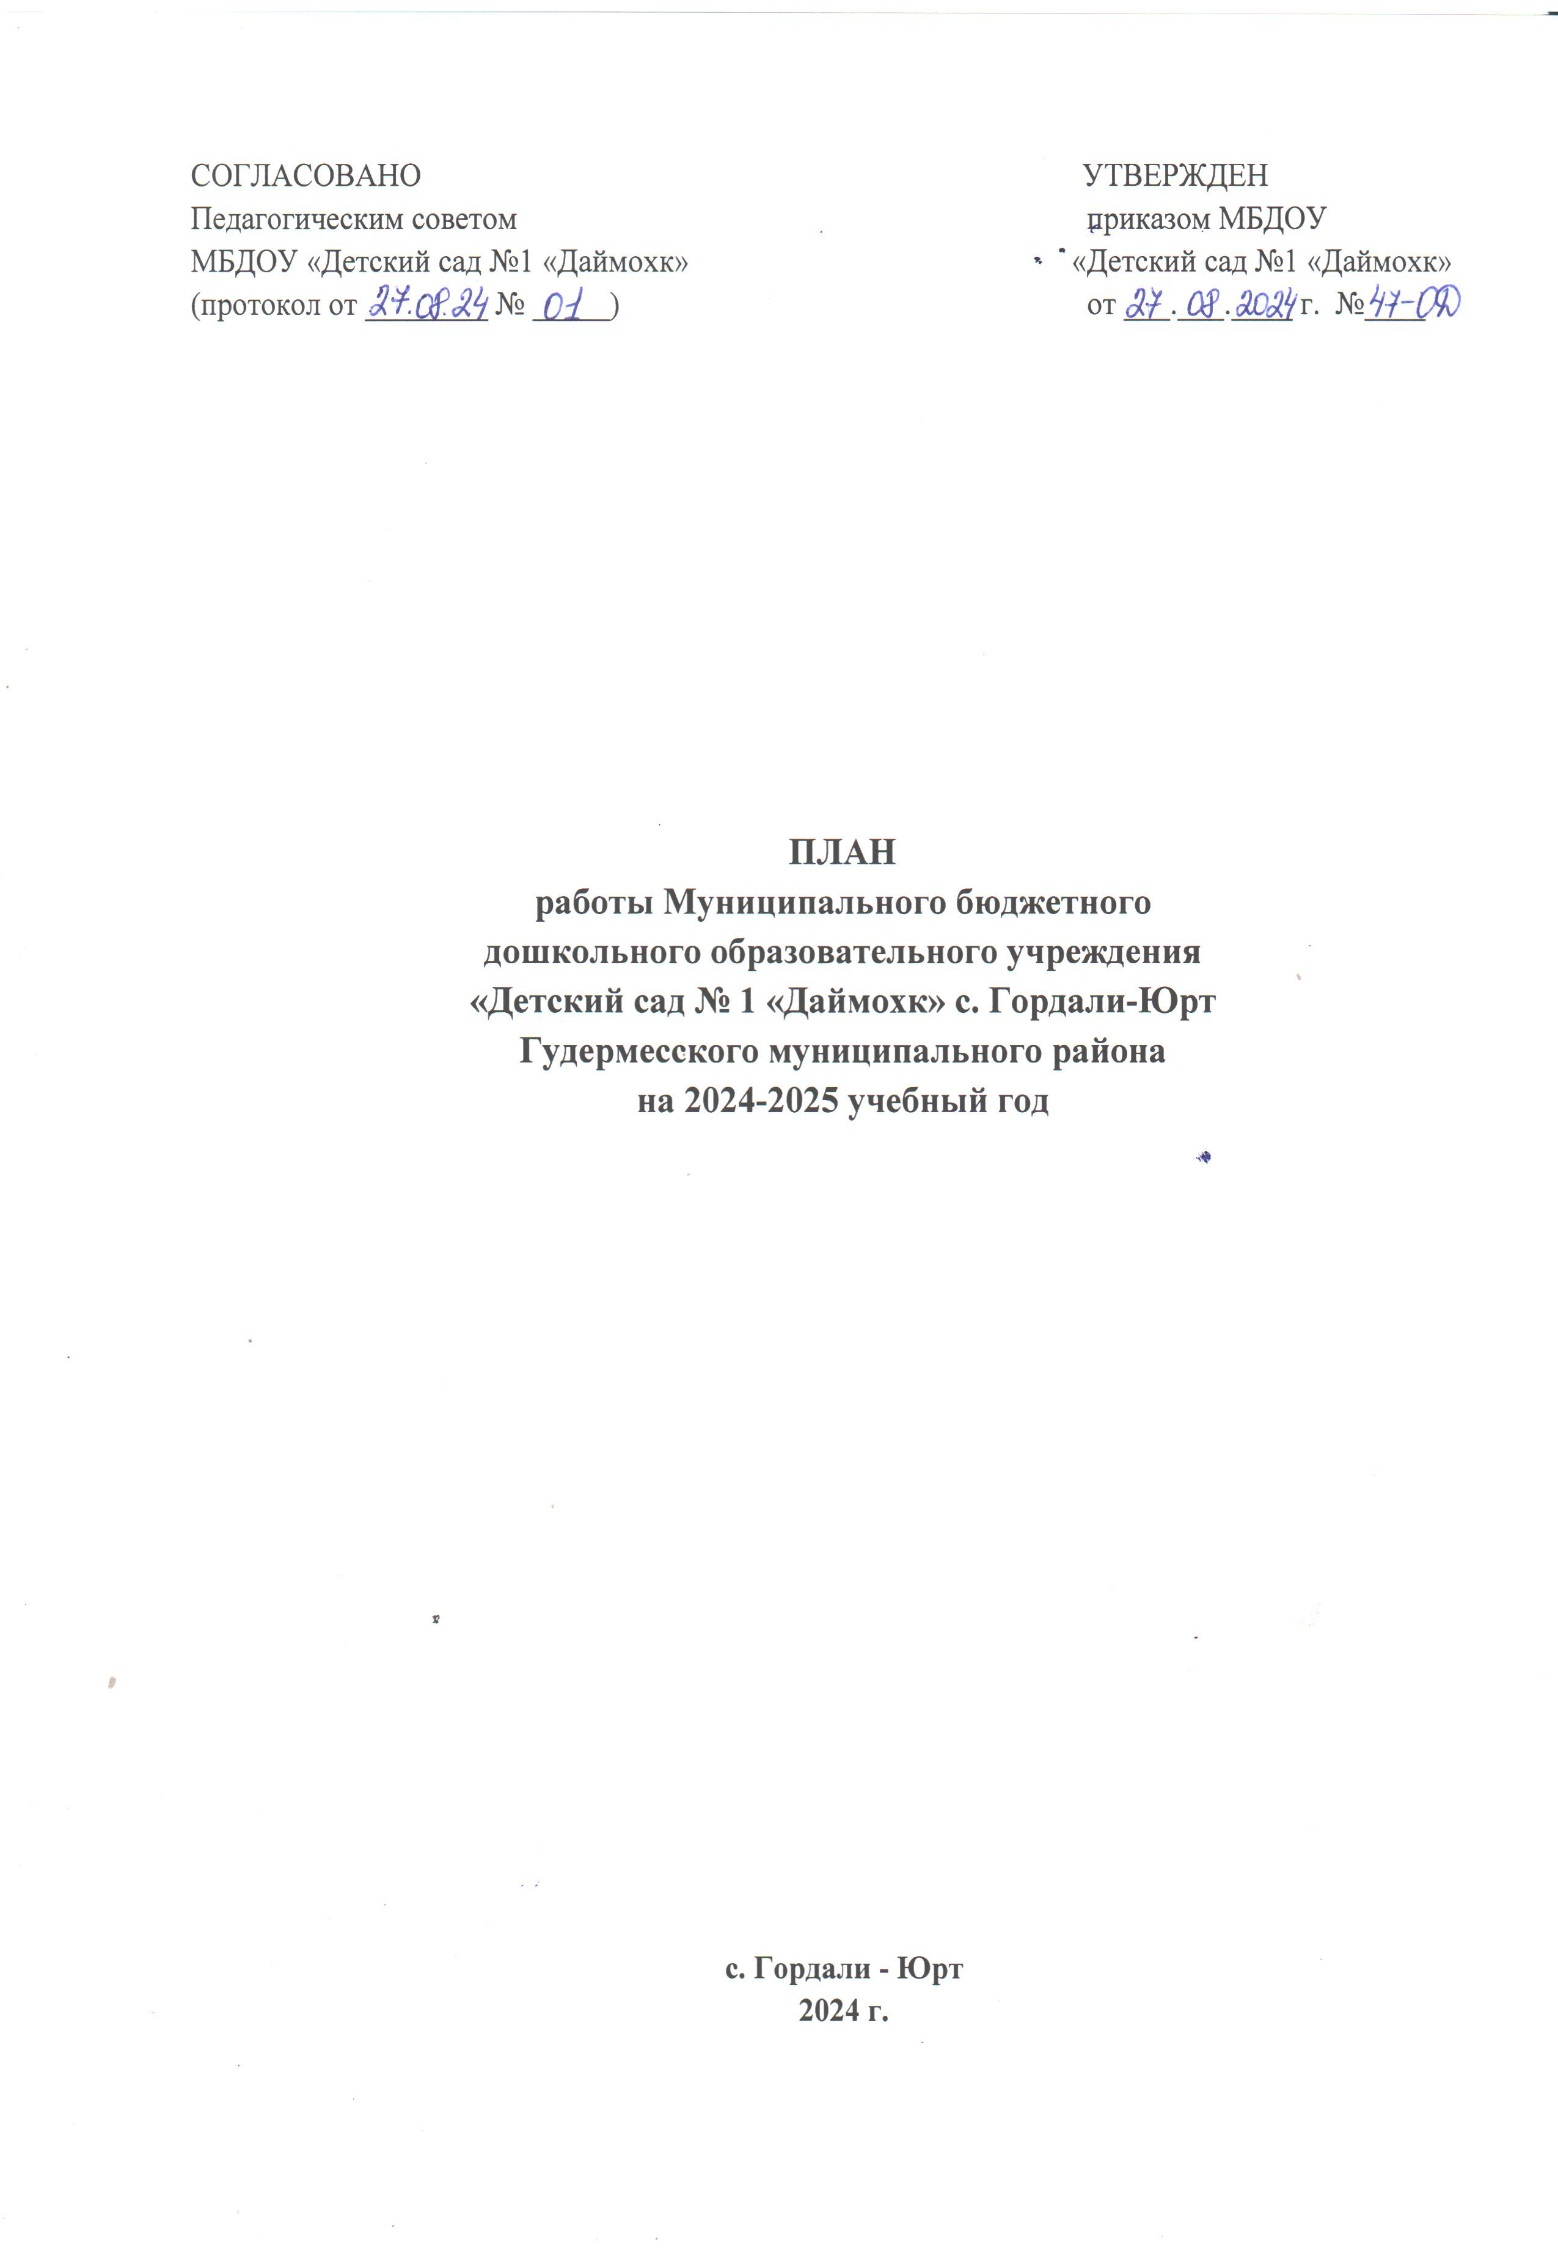 СОГЛАСОВАНО
Педагогическим советом
МБДОУ «Детский сад №1 «Даймохк»
(протокол от 27.08.24 № 01)
УТВЕРЖДЕН
приказом МБДОУ
«Детский сад №1 «Даймохк»
от 27.08.2024 г. №47-ОД
ПЛАН
работы Муниципального бюджетного
дошкольного образовательного учреждения
«Детский сад № 1 «Даймохк» с. Гордали-Юрт
Гудермесского муниципального района
на 2024-2025 учебный год
с. Гордали - Юрт
2024 г.